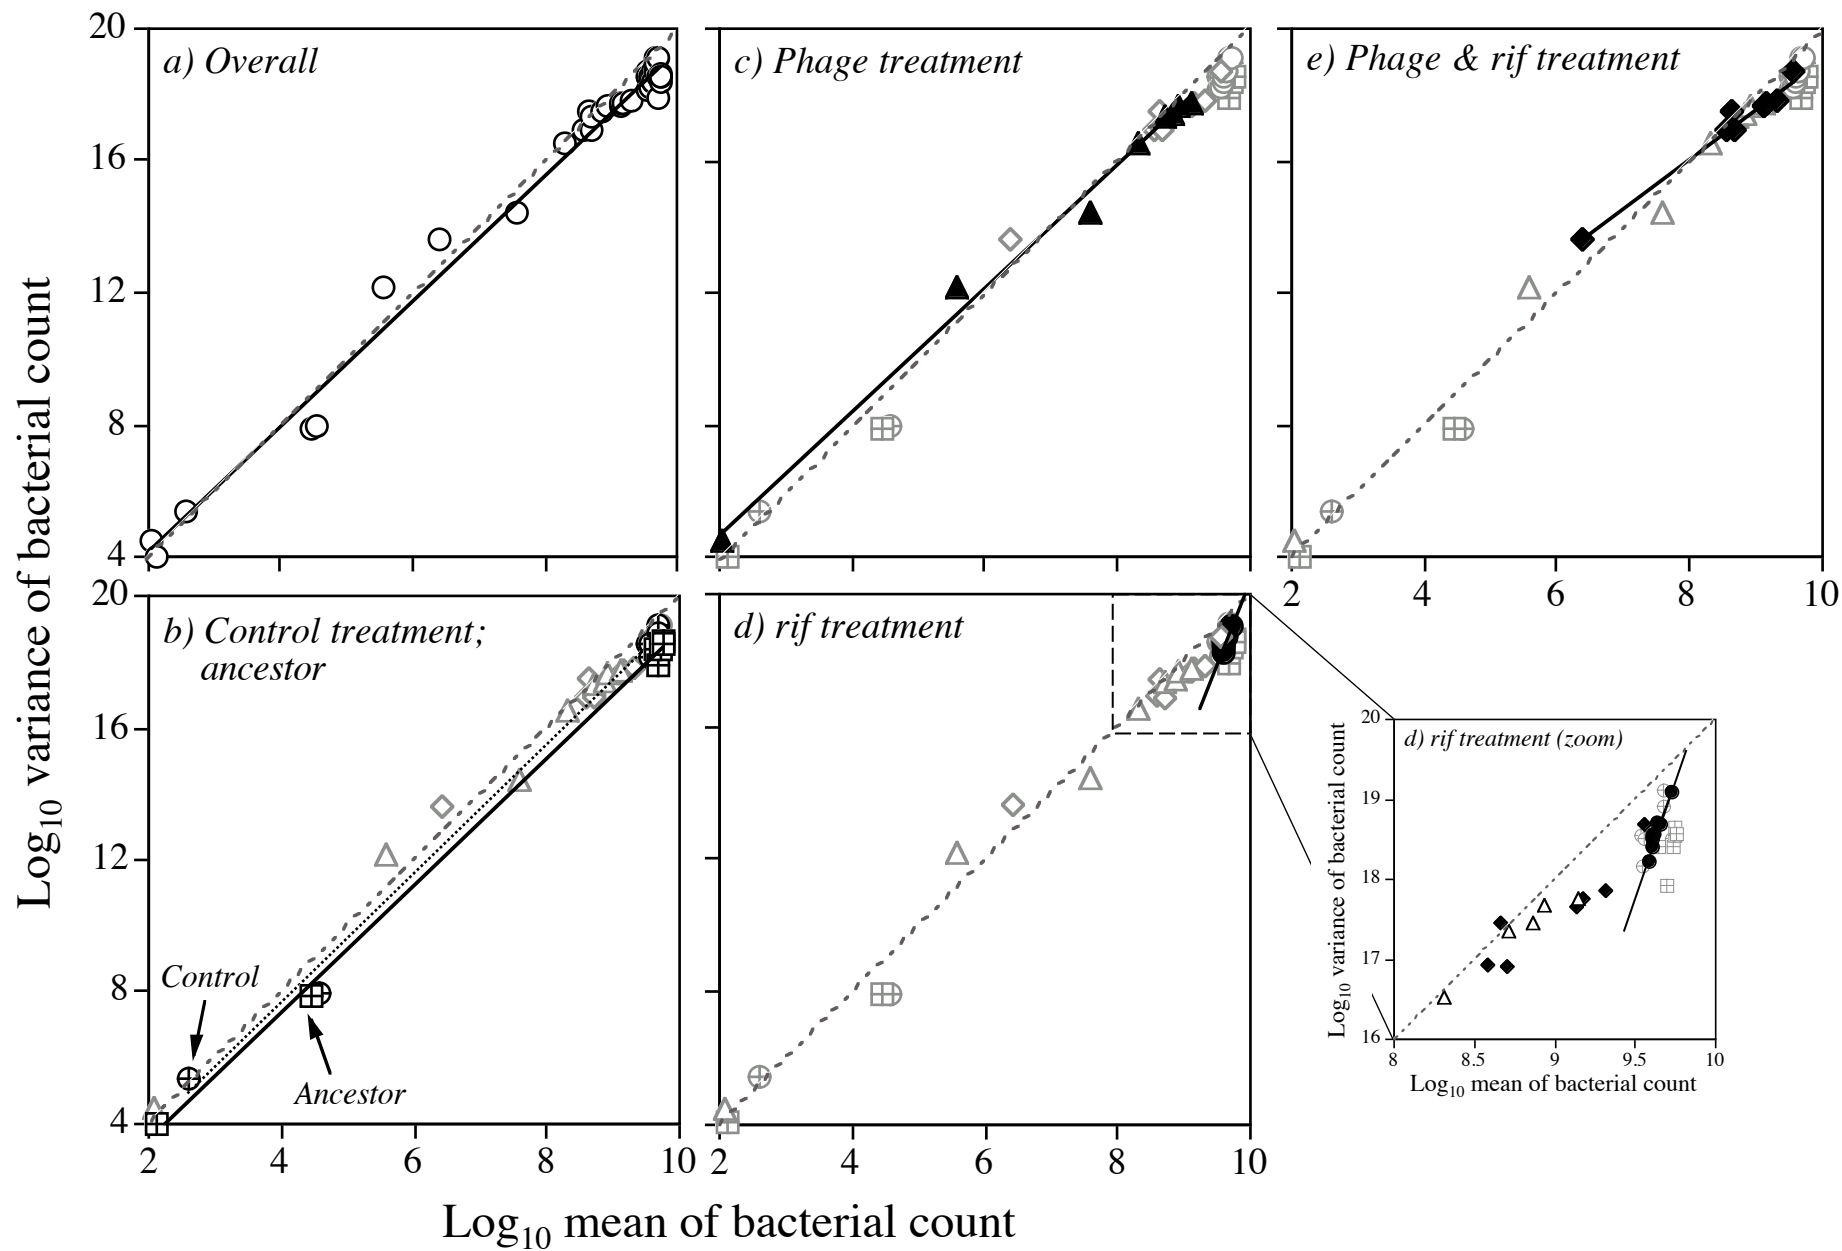 Log10 variance of bacterial count
20
16
12
8
4
a) Overall
c) Phage treatment
e) Phage & rif treatment
2 4 6 8 10
20
16
12
8
4
b) Control treatment;
ancestor
Control
Ancestor
2 4 6 8 10
d) rif treatment
2 4 6 8 10
Log10 mean of bacterial count
Log10 variance of bacterial count
20
19
18
17
16
d) rif treatment (zoom)
8 8.5 9 9.5 10
Log10 mean of bacterial count